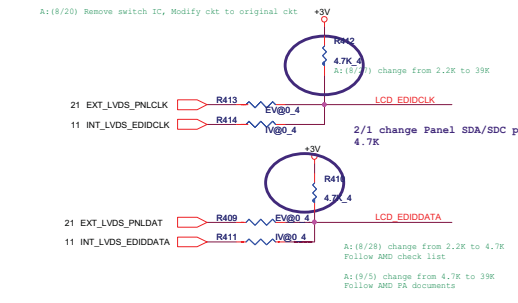 A:(8/20) Remove switch IC, Modify ckt to original ckt
+3V
R442
4.7K_4
A:(8/27) change from 2.2K to 39K
21 EXT_LVDS_PNLCLK
R413
EV@0_4
LCD_EDIDCLK
11 INT_LVDS_EDIDCLK
R414
IV@0_4
2/1 change Panel SDA/SDC p
4.7K
+3V
R410
4.7K_4
21 EXT_LVDS_PNLDAT
R409
EV@0_4
LCD_EDIDDATA
11 INT_LVDS_EDIDDATA
R411
IV@0_4
A:(8/28) change from 2.2K to 4.7K
Follow AMD check list
A:(9/5) change from 4.7K to 39K
Follow AMD PA documents